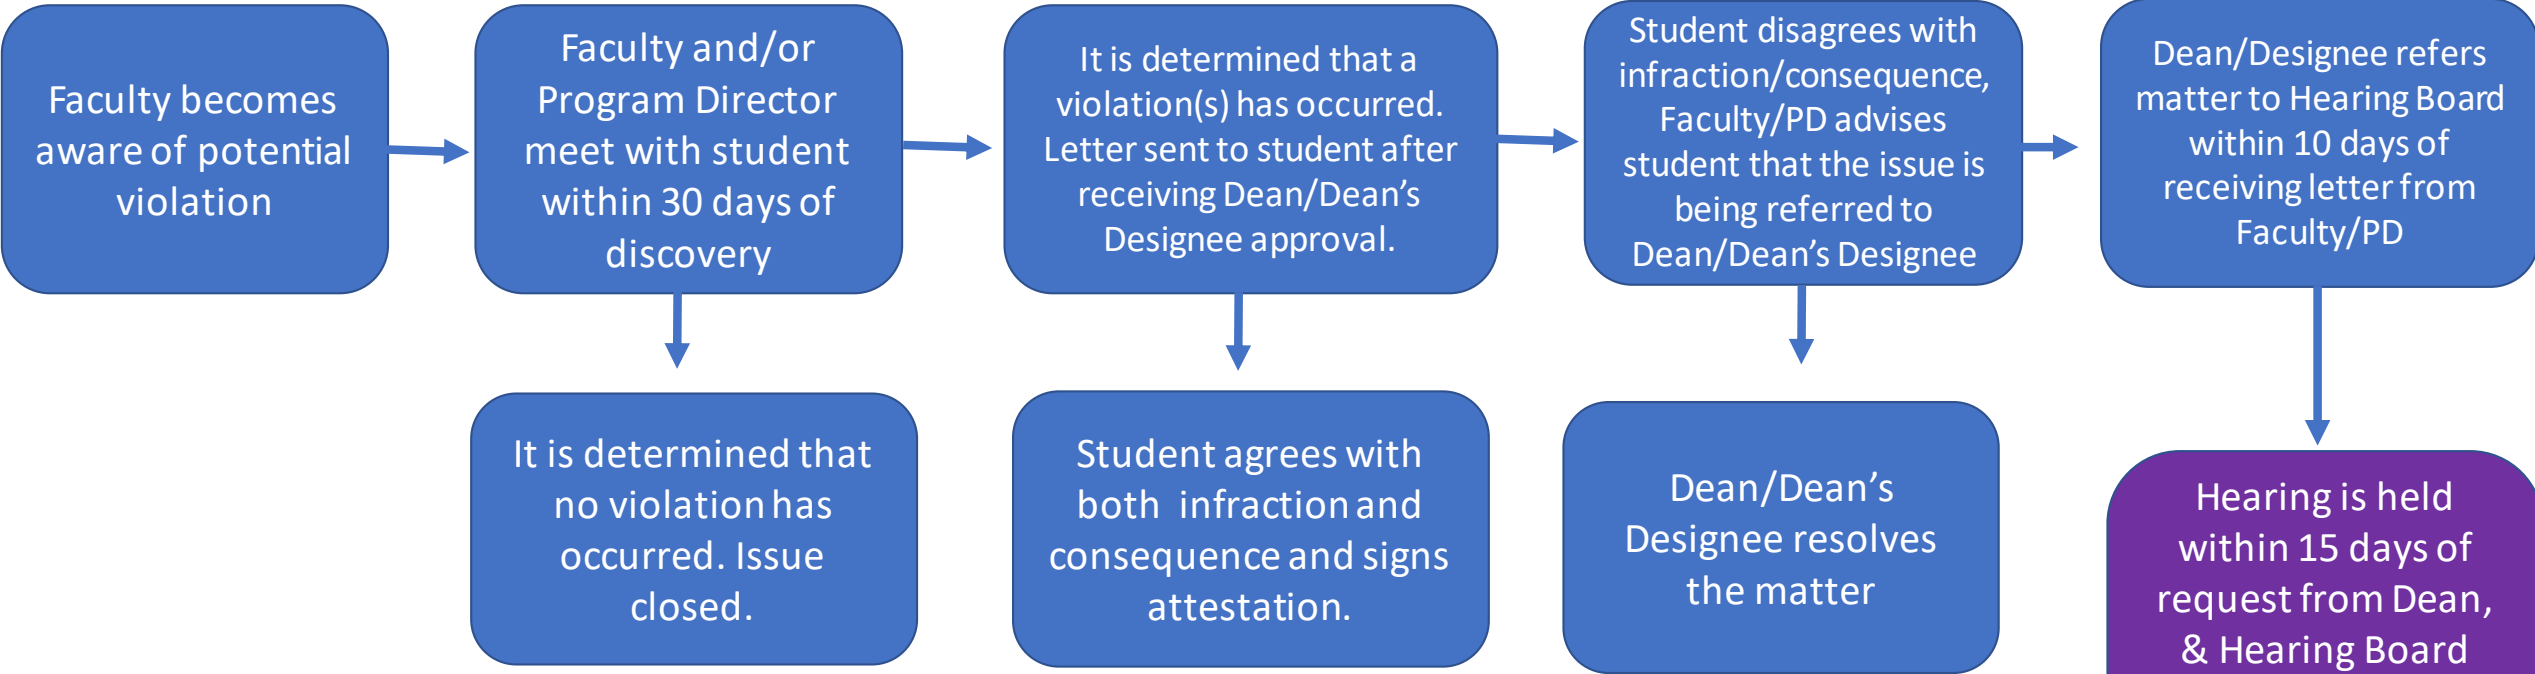 Faculty becomes
aware of potential
violation
Faculty and/or
Program Director
meet with student
within 30 days of
discovery
It is determined that a
violation(s) has occurred.
Letter sent to student after
receiving Dean/Dean’s
Designee approval.
Student disagrees with
infraction/consequence,
Faculty/PD advises
student that the issue is
being referred to
Dean/Dean’s Designee
Dean/Designee refers
matter to Hearing Board
within 10 days of
receiving letter from
Faculty/PD
It is determined that
no violation has
occurred. Issue
closed.
Student agrees with
both infraction and
consequence and signs
attestation.
Dean/Dean’s
Designee resolves
the matter
Hearing is held
within 15 days of
request from Dean,
& Hearing Board